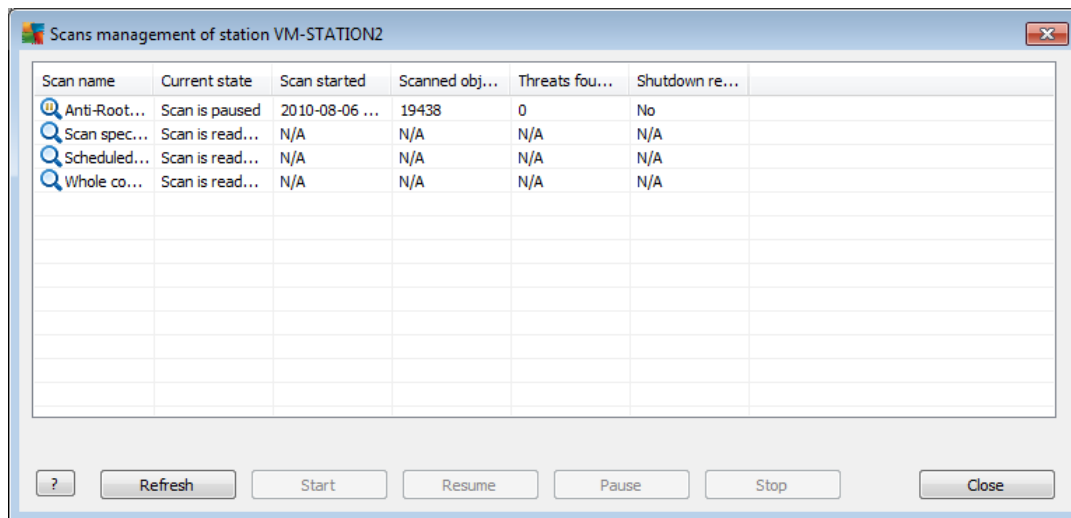 Scans management of station VM-STATION2
Scan name Current state Scan started Scanned obj... Threats fou... Shutdown re...
Anti-Root... Scan is paused 2010-08-06 ... 19438 0 No
Scan spec... Scan is read... N/A N/A N/A N/A
Scheduled... Scan is read... N/A N/A N/A N/A
Whole co... Scan is read... N/A N/A N/A N/A
? Refresh Start Resume Pause Stop Close